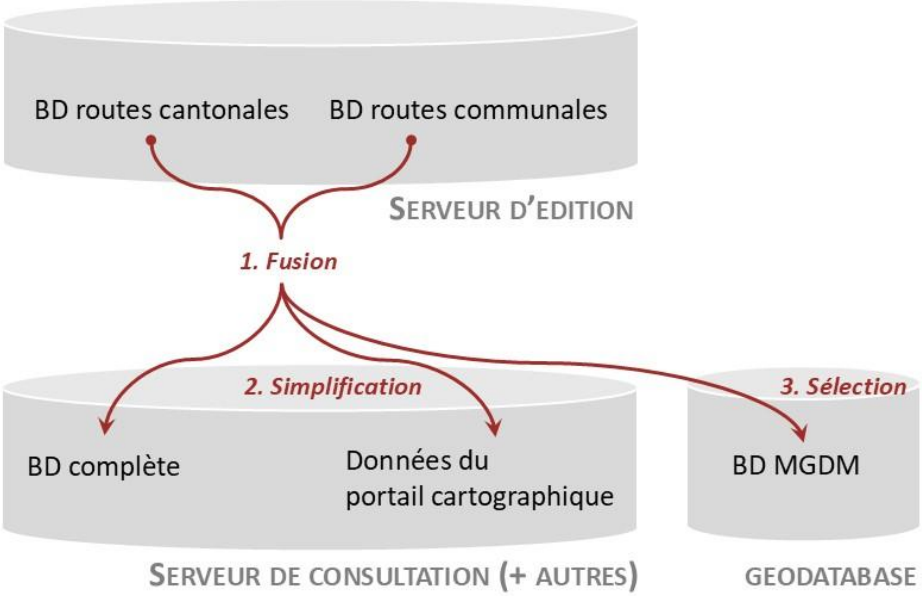 BD routes cantonales BD routes communales
SERVEUR D'EDITION
1. Fusion
2. Simplification
3. Sélection
BD complète
Données du
portail cartographique
BD MGDM
SERVEUR DE CONSULTATION (+ AUTRES)
GEODATABASE